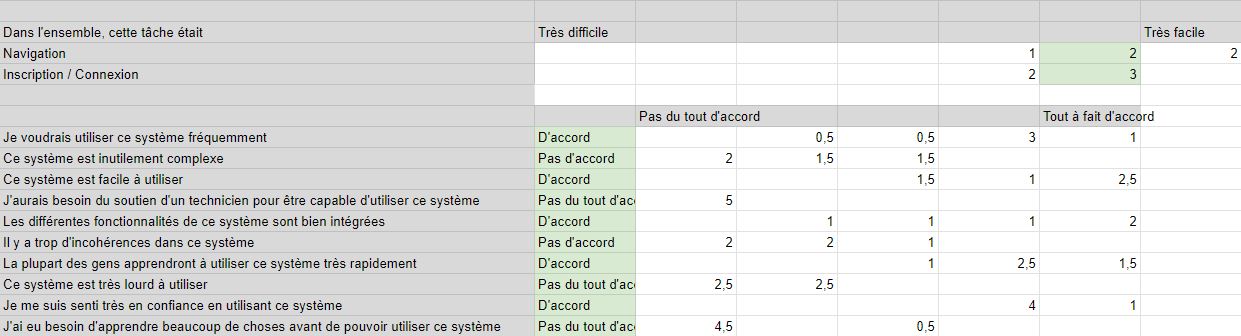 Dans l'ensemble, cette tâche était Très difficile Très facile
Navigation 1 2 2
Inscription / Connexion 2 3
Pas du tout d'accord Tout à fait d'accord
Je voudrais utiliser ce système fréquemment D'accord 0,5 0,5 3 1
Ce système est inutilement complexe Pas d'accord 2 1,5 1,5
Ce système est facile à utiliser D'accord 1,5 1 2,5
J'aurais besoin du soutien d'un technicien pour être capable d'utiliser ce système Pas du tout d'acc 5
Les différentes fonctionnalités de ce système sont bien intégrées D'accord 1 1 1 2
Il y a trop d'incohérences dans ce système Pas d'accord 2 2 1
La plupart des gens apprendront à utiliser ce système très rapidement D'accord 1 2,5 1,5
Ce système est très lourd à utiliser Pas du tout d'acc 2,5 2,5
Je me suis senti très en confiance en utilisant ce système D'accord 4 1
J'ai eu besoin d'apprendre beaucoup de choses avant de pouvoir utiliser ce système Pas du tout d'acc 4,5 0,5